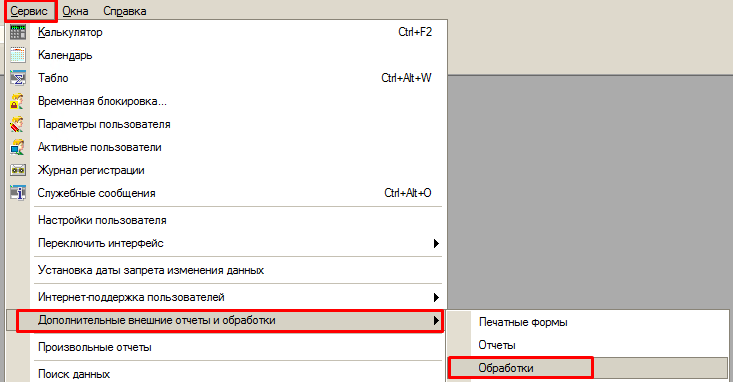 Сервис Окна Справка
Калькулятор Ctrl+F2
Календарь
Табло Ctrl+Alt+W
Временная блокировка...
Параметры пользователя
Активные пользователи
Журнал регистрации
Служебные сообщения Ctrl+Alt+O
Настройки пользователя
Переключить интерфейс
Установка даты запрета изменения данных
Интернет-поддержка пользователей
Дополнительные внешние отчеты и обработки
Печатные формы
Произвольные отчеты
Отчеты
Поиск данных
Обработки